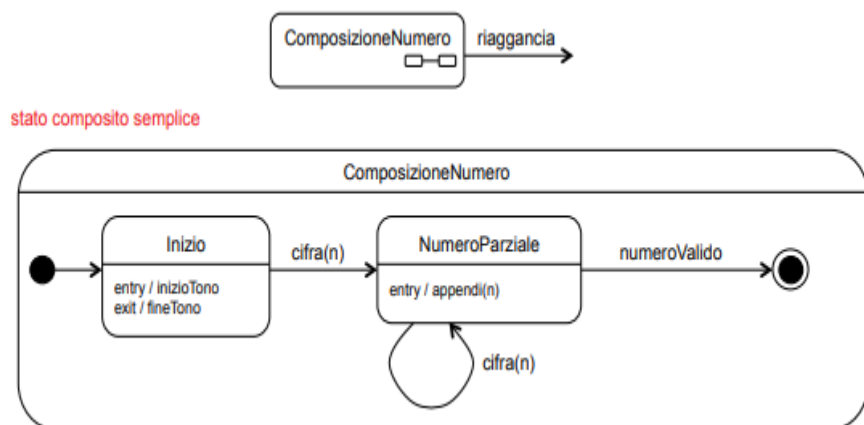 ComposizioneNumero
riaggancia
stato composito semplice
ComposizioneNumero
Inizio
cifra(n)
NumeroParziale
numeroValido
entry / inizioTono
exit / fineTono
entry / appendi(n)
cifra(n)